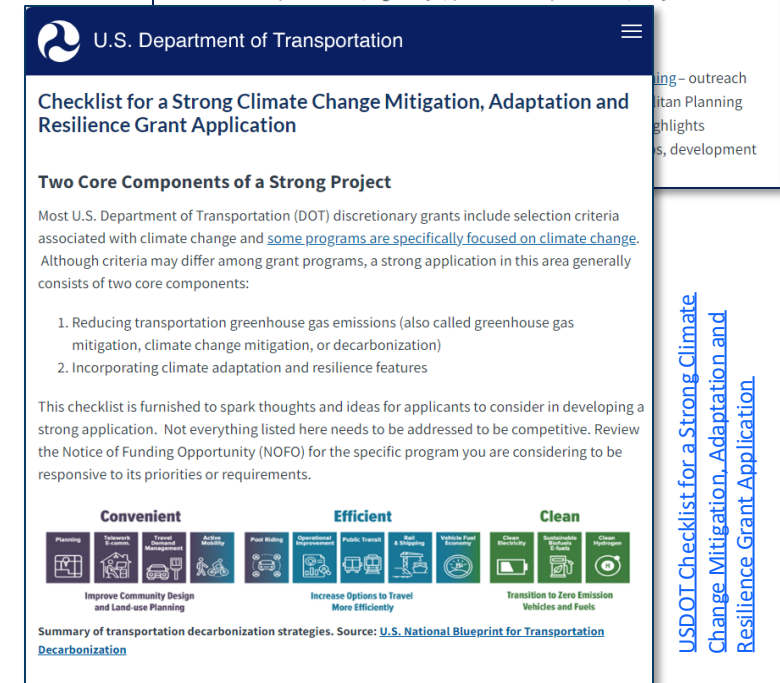 U.S. Department of Transportation
Checklist for a Strong Climate Change Mitigation, Adaptation and
Resilience Grant Application
Two Core Components of a Strong Project
Most U.S. Department of Transportation (DOT) discretionary grants include selection criteria
associated with climate change and some programs are specifically focused on climate change.
Although criteria may differ among grant programs, a strong application in this area generally
consists of two core components:
1. Reducing transportation greenhouse gas emissions (also called greenhouse gas
mitigation, climate change mitigation, or decarbonization)
2. Incorporating climate adaptation and resilience features
This checklist is furnished to spark thoughts and ideas for applicants to consider in developing a
strong application. Not everything listed here needs to be addressed to be competitive. Review
the Notice of Funding Opportunity (NOFO) for the specific program you are considering to be
responsive to its priorities or requirements.
Convenient
Planning
Telework
E-comm.
Travel
Demand
Management
Active
Mobility
Improve Community Design
and Land-use Planning
Efficient
Pool Riding
Operational
Improvement
Public Transit
Rail
& Shipping
Vehicle Fuel
Economy
Increase Options to Travel
More Efficiently
Clean
Clean
Electricity
Sustainable
Biofuels
E-fuels
Clean
Hydrogen
H
Transition to Zero Emission
Vehicles and Fuels
Summary of transportation decarbonization strategies. Source: U.S. National Blueprint for Transportation
Decarbonization
ing – outreach
litan Planning
ghlights
s, development
USDOT Checklist for a Strong Climate
Change Mitigation, Adaptation and
Resilience Grant Application